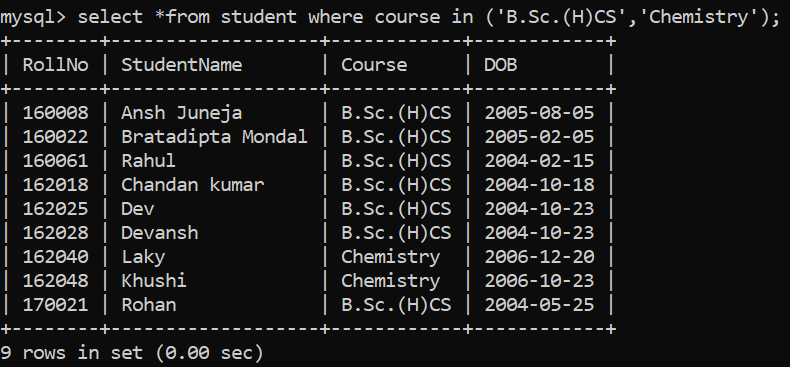 mysql> select *from student where course in ('B.Sc.(H)CS','Chemistry');
+--------+-------------------+------------+------------+
| RollNo | StudentName       | Course     | DOB        |
+--------+-------------------+------------+------------+
| 160008 | Ansh Juneja       | B.Sc.(H)CS | 2005-08-05 |
| 160022 | Bratadipta Mondal | B.Sc.(H)CS | 2005-02-05 |
| 160061 | Rahul             | B.Sc.(H)CS | 2004-02-15 |
| 162018 | Chandan kumar     | B.Sc.(H)CS | 2004-10-18 |
| 162025 | Dev               | B.Sc.(H)CS | 2004-10-23 |
| 162028 | Devansh           | B.Sc.(H)CS | 2004-10-23 |
| 162040 | Laky              | Chemistry  | 2006-12-20 |
| 162048 | Khushi            | Chemistry  | 2006-10-23 |
| 170021 | Rohan             | B.Sc.(H)CS | 2004-05-25 |
+--------+-------------------+------------+------------+
9 rows in set (0.00 sec)